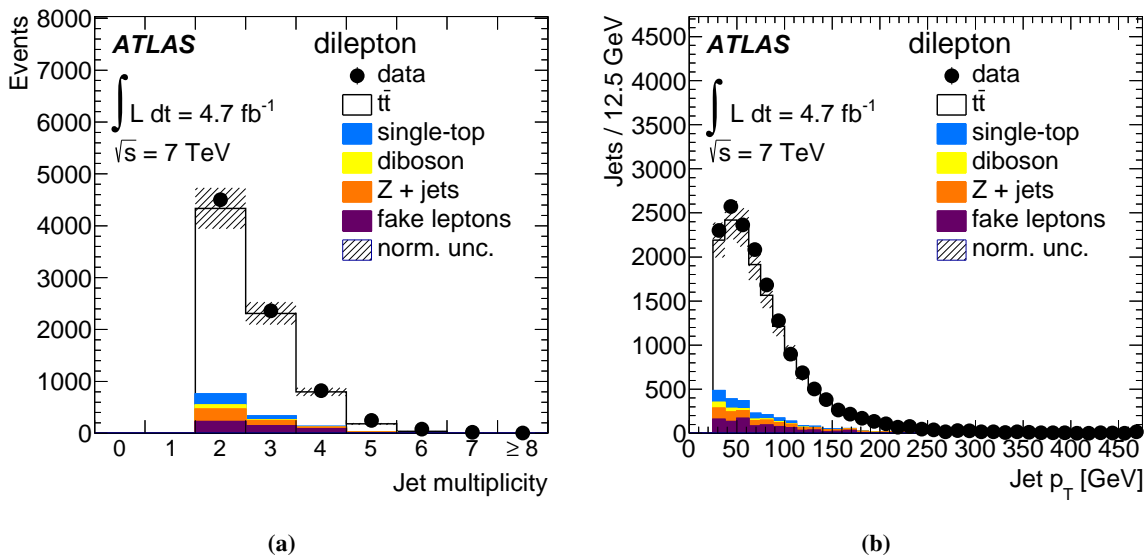 Events
8000
7000
6000
5000
4000
3000
2000
1000
0
ATLAS dilepton
∫ L dt = 4.7 fb-1
√s = 7 TeV
data
tt̄
single-top
diboson
Z + jets
fake leptons
norm. unc.
0 1 2 3 4 5 6 7 ≥ 8
Jet multiplicity
(a)
Jets / 12.5 GeV
4500
4000
3500
3000
2500
2000
1500
1000
500
0
ATLAS dilepton
∫ L dt = 4.7 fb-1
√s = 7 TeV
data
tt̄
single-top
diboson
Z + jets
fake leptons
norm. unc.
50 100 150 200 250 300 350 400 450
Jet pT [GeV]
(b)